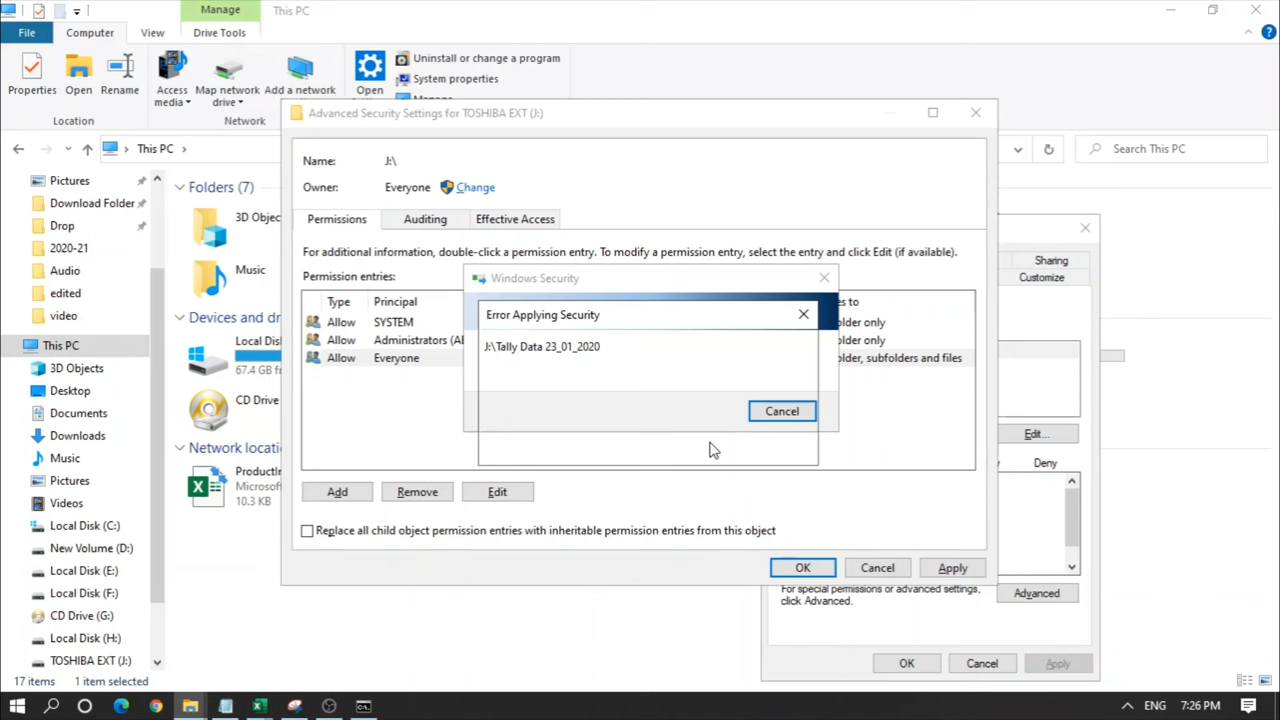 Manage
This PC
File
Computer
View
Drive Tools
Properties
Open
Rename
Access media
Map network drive
Add a network
Open
Uninstall or change a program
System properties
Manage
Location
Network
This PC
Search This PC
Pictures
Download Folder
Drop
2020-21
Audio
edited
video
This PC
3D Objects
Desktop
Documents
Downloads
Music
Pictures
Videos
Local Disk (C:)
New Volume (D:)
Local Disk (E:)
Local Disk (F:)
CD Drive (G:)
Local Disk (H:)
TOSHIBA EXT (J:)
Folders (7)
3D Objec
Music
Devices and dri
Local Disk
67.4 GB fr
CD Drive (
Network locati
ProductIn
Microsof
10.3 KB
Advanced Security Settings for TOSHIBA EXT (J:)
Name: J:\
Owner: Everyone Change
Permissions
Auditing
Effective Access
For additional information, double-click a permission entry. To modify a permission entry, select the entry and click Edit (if available).
Permission entries:
Type Principal
Allow SYSTEM
Allow Administrators (AB
Allow Everyone
es to
older only
older only
older, subfolders and files
Windows Security
Error Applying Security
J:\Tally Data 23_01_2020
Cancel
Add
Remove
Edit
Replace all child object permission entries with inheritable permission entries from this object
OK
Cancel
Apply
Sharing
Customize
Edit...
Deny
For special permissions or advanced settings,
click Advanced.
Advanced
OK
Cancel
Apply
17 items
1 item selected
ENG
7:26 PM